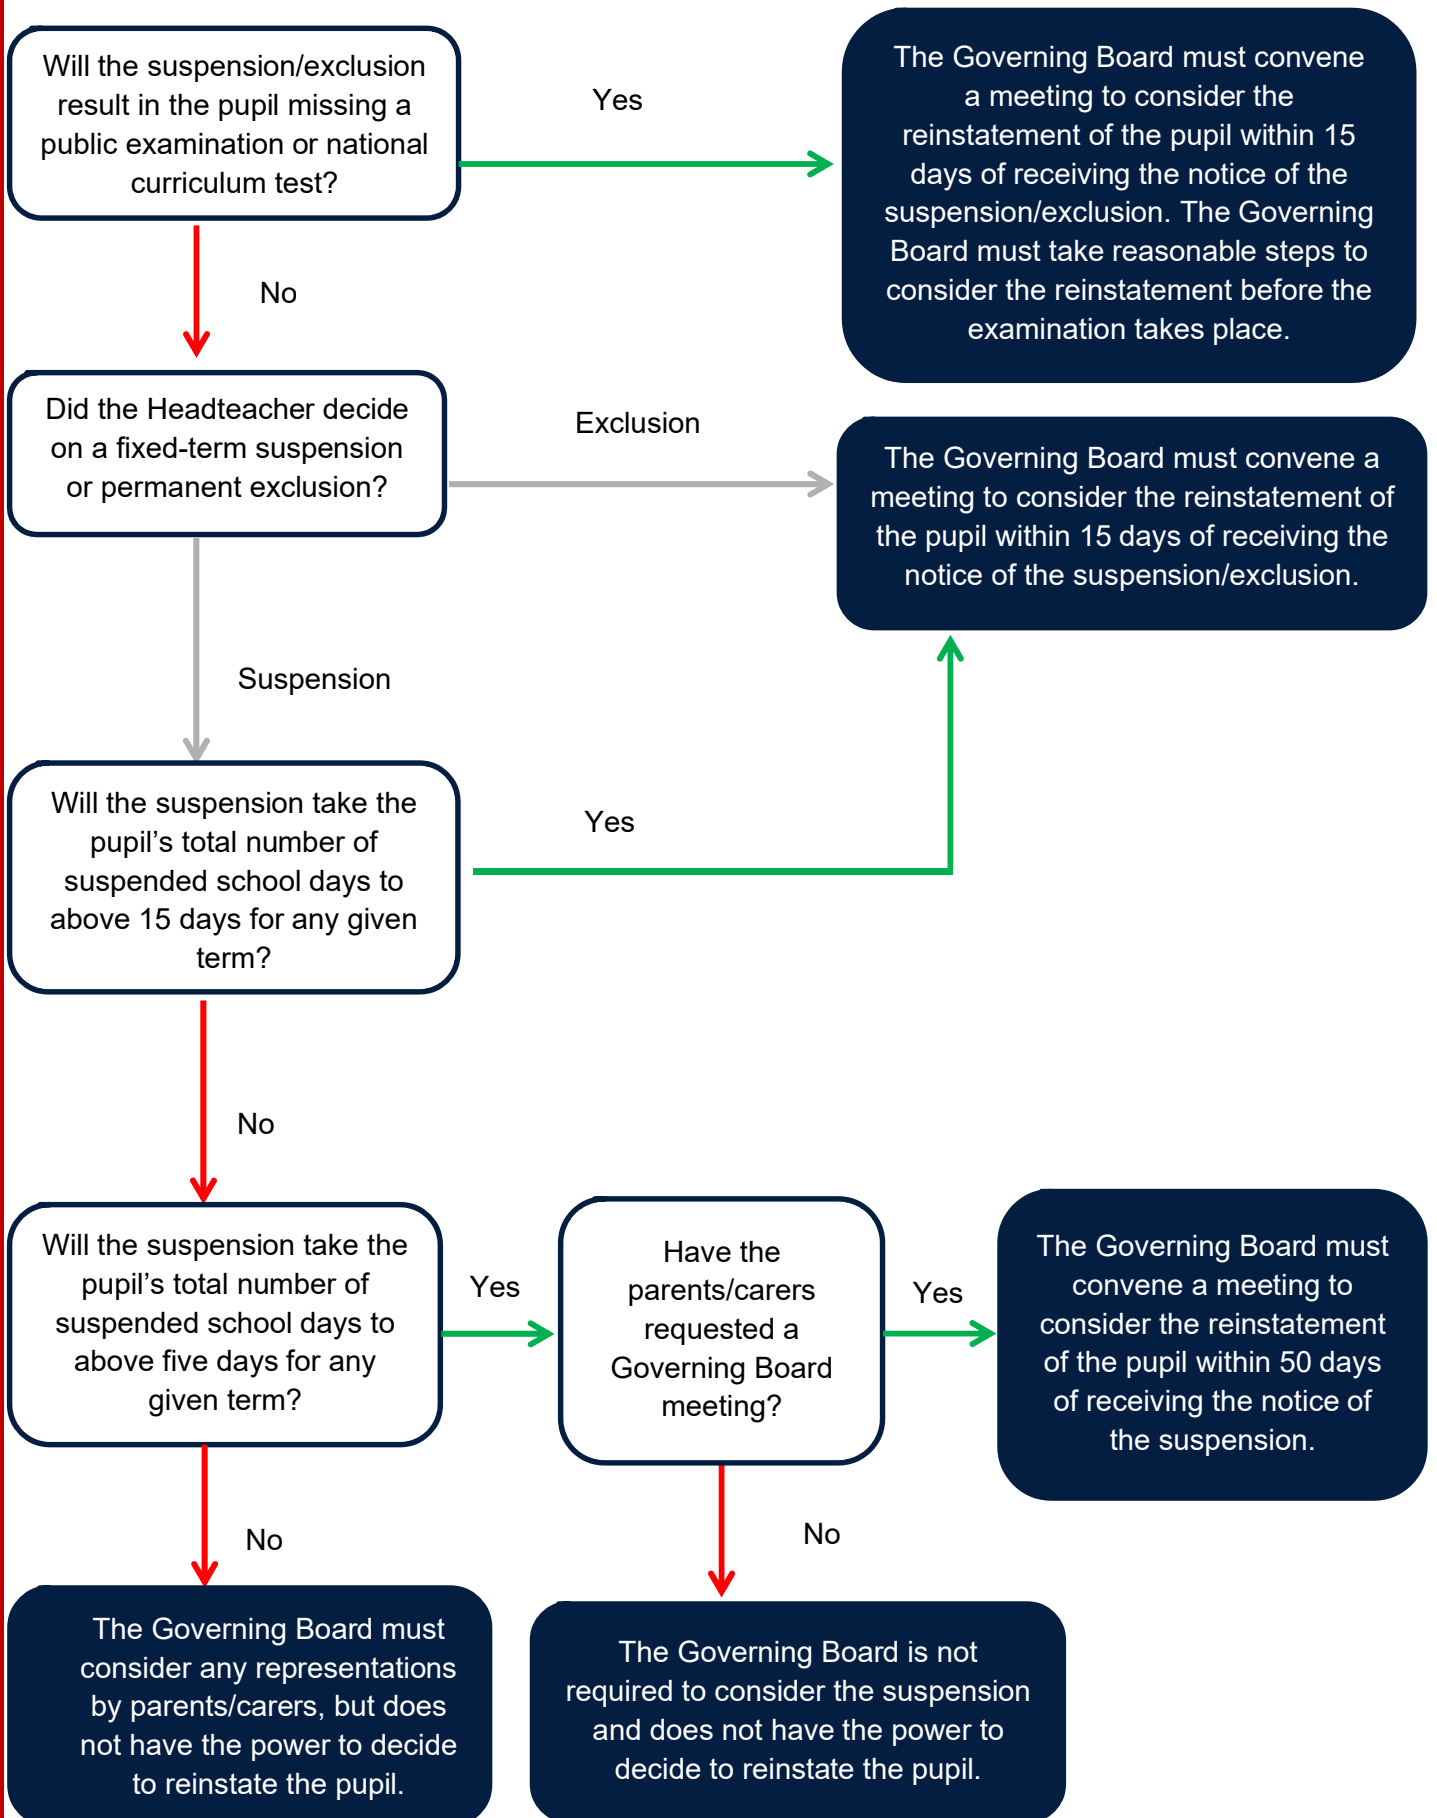 Will the suspension/exclusion
result in the pupil missing a
public examination or national
curriculum test?
Yes
The Governing Board must convene
a meeting to consider the
reinstatement of the pupil within 15
days of receiving the notice of the
suspension/exclusion. The Governing
Board must take reasonable steps to
consider the reinstatement before the
examination takes place.
No
Did the Headteacher decide
on a fixed-term suspension
or permanent exclusion?
Exclusion
The Governing Board must convene a
meeting to consider the reinstatement of
the pupil within 15 days of receiving the
notice of the suspension/exclusion.
Suspension
Will the suspension take the
pupil’s total number of
suspended school days to
above 15 days for any given
term?
Yes
No
Will the suspension take the
pupil’s total number of
suspended school days to
above five days for any
given term?
Yes
Have the
parents/carers
requested a
Governing Board
meeting?
Yes
The Governing Board must
convene a meeting to
consider the reinstatement
of the pupil within 50 days
of receiving the notice of
the suspension.
No
No
The Governing Board must
consider any representations
by parents/carers, but does
not have the power to decide
to reinstate the pupil.
The Governing Board is not
required to consider the suspension
and does not have the power to
decide to reinstate the pupil.